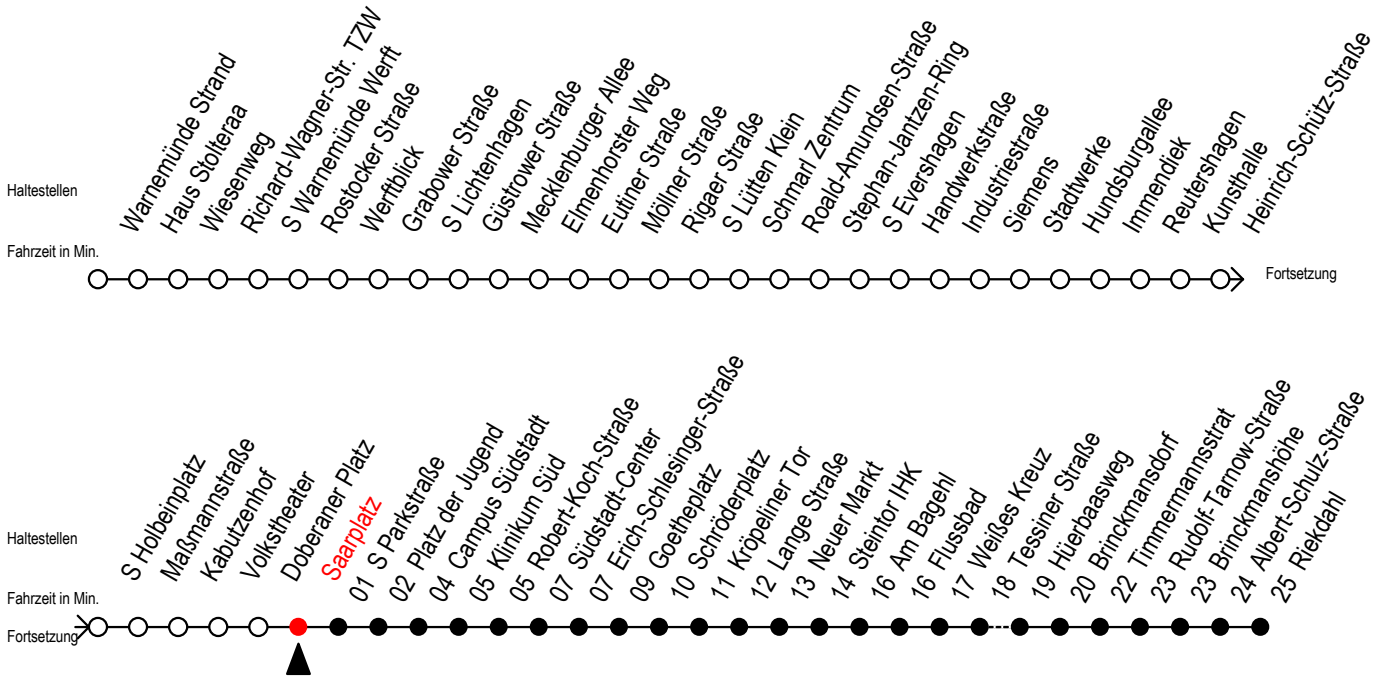 Haltestellen
Warnemünde Strand
Haus Stolteraa
Wiesenweg
Richard-Wagner-Str. TZW
S Warnemünde Werft
Rostocker Straße
Werftblick
Grabower Straße
S Lichtenhagen
Güstrower Straße
Mecklenburger Allee
Elmenhorster Weg
Eutiner Straße
Möllner Straße
Rigaer Straße
S Lütten Klein
Schmarl Zentrum
Roald-Amundsen-Straße
Stephan-Jantzen-Ring
S Evershagen
Handwerkstraße
Industriestraße
Siemens
Stadtwerke
Hundsburgallee
Immendiek
Reutershagen
Kunsthalle
Heinrich-Schütz-Straße
Fahrzeit in Min.
Fortsetzung
Haltestellen
S Holbeinplatz
Maßmannstraße
Kabutzenhof
Volkstheater
Doberaner Platz
Saarplatz
01 S Parkstraße
02 Platz der Jugend
04 Campus Südstadt
05 Klinikum Süd
05 Robert-Koch-Straße
07 Südstadt-Center
07 Erich-Schlesinger-Straße
09 Goetheplatz
10 Schröderplatz
11 Kröpeliner Tor
12 Lange Straße
13 Neuer Markt
14 Steintor IHK
16 Am Bagehl
16 Flussbad
17 Weißes Kreuz
18 Tessiner Straße
19 Hüerbaasweg
20 Brinckmansdorf
22 Timmermannsstrat
23 Rudolf-Tarnow-Straße
23 Brinckmanshöhe
24 Albert-Schulz-Straße
25 Riekdahl
Fahrzeit in Min.
Fortsetzung